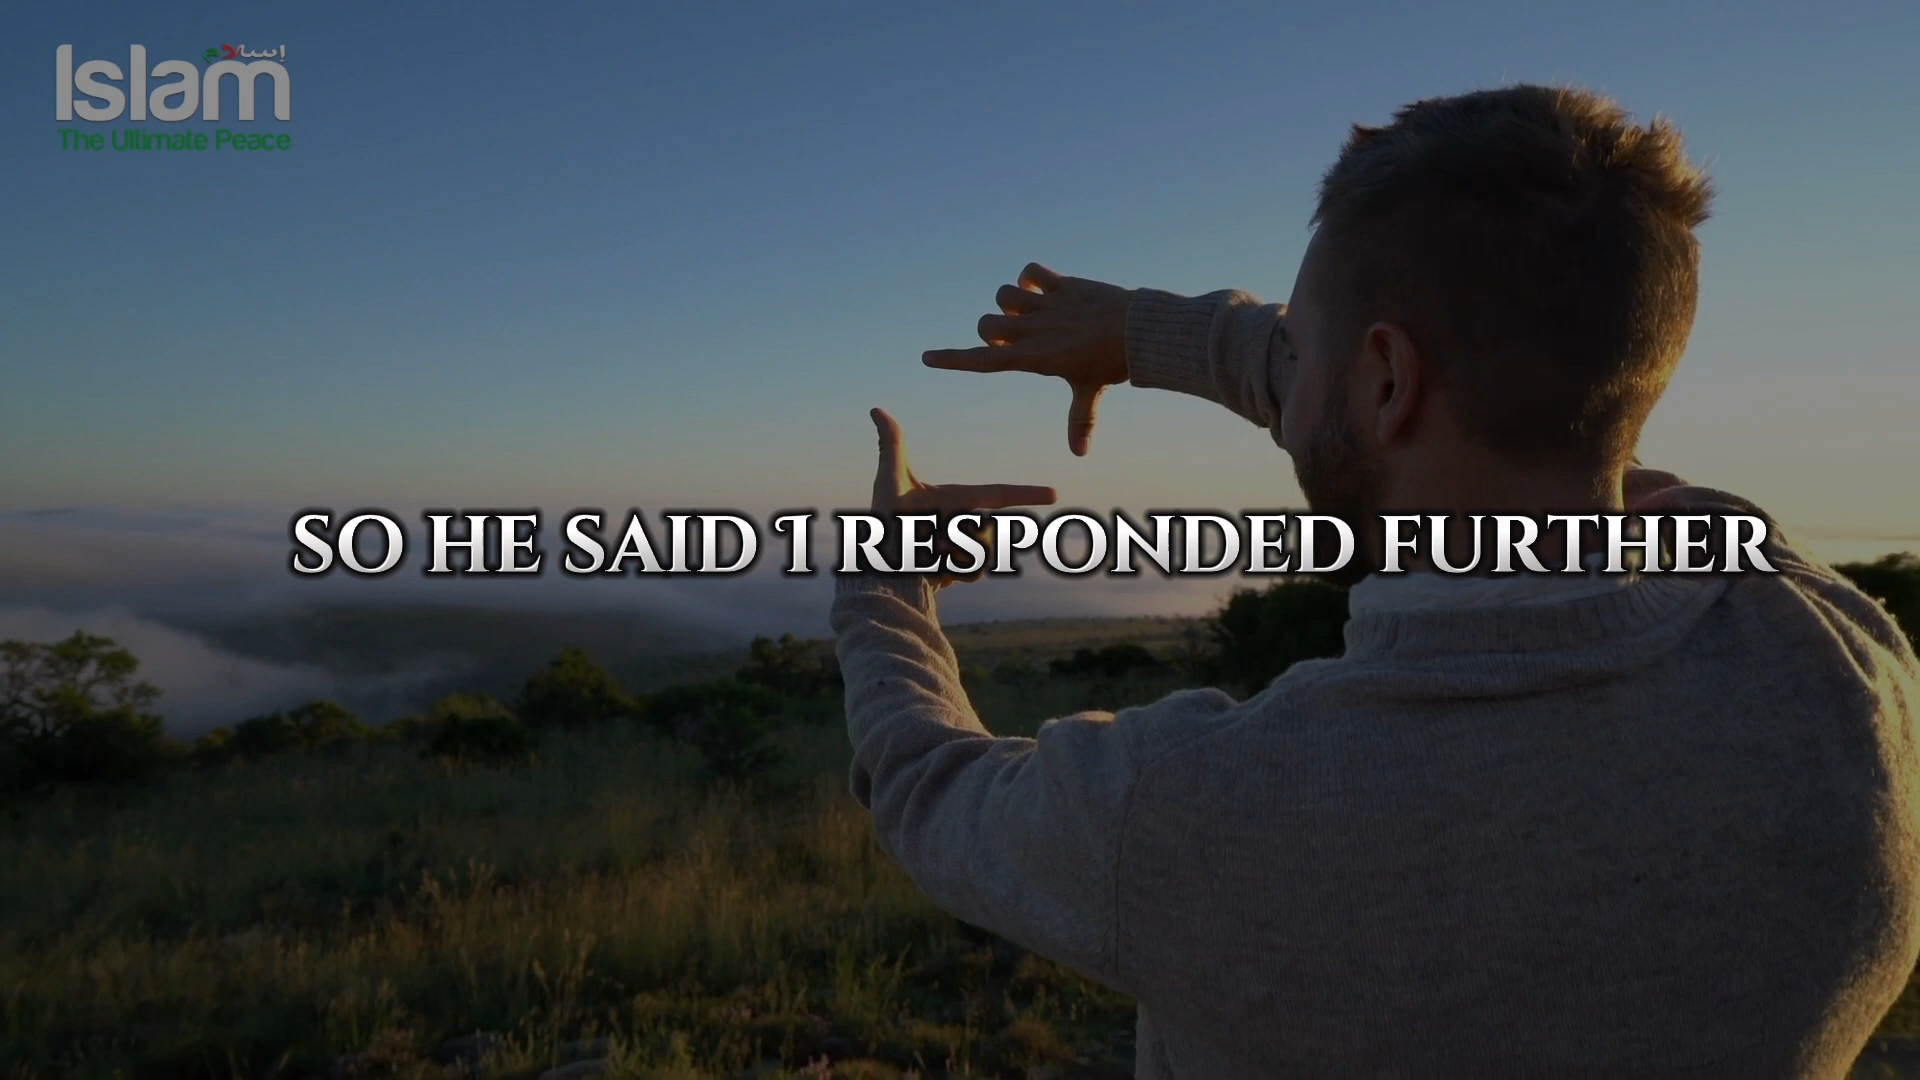 إسلام
Islam
The Ultimate Peace
SO HE SAID I RESPONDED FURTHER